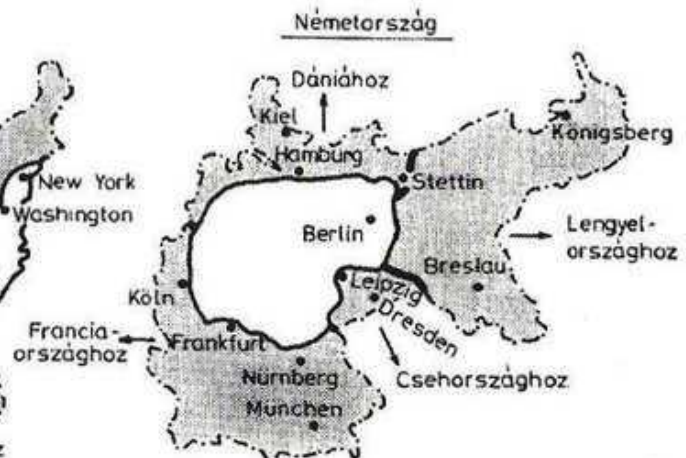 Németország
Dániához
Kiel
Königsberg
Hamburg
New York
Stettin
Washington
Berlin
Lengyel-
országhoz
Breslau
Leipzig
Köln
Dresden
Francia-
országhoz
Frankfurt
Csehországhoz
Nürnberg
München
z